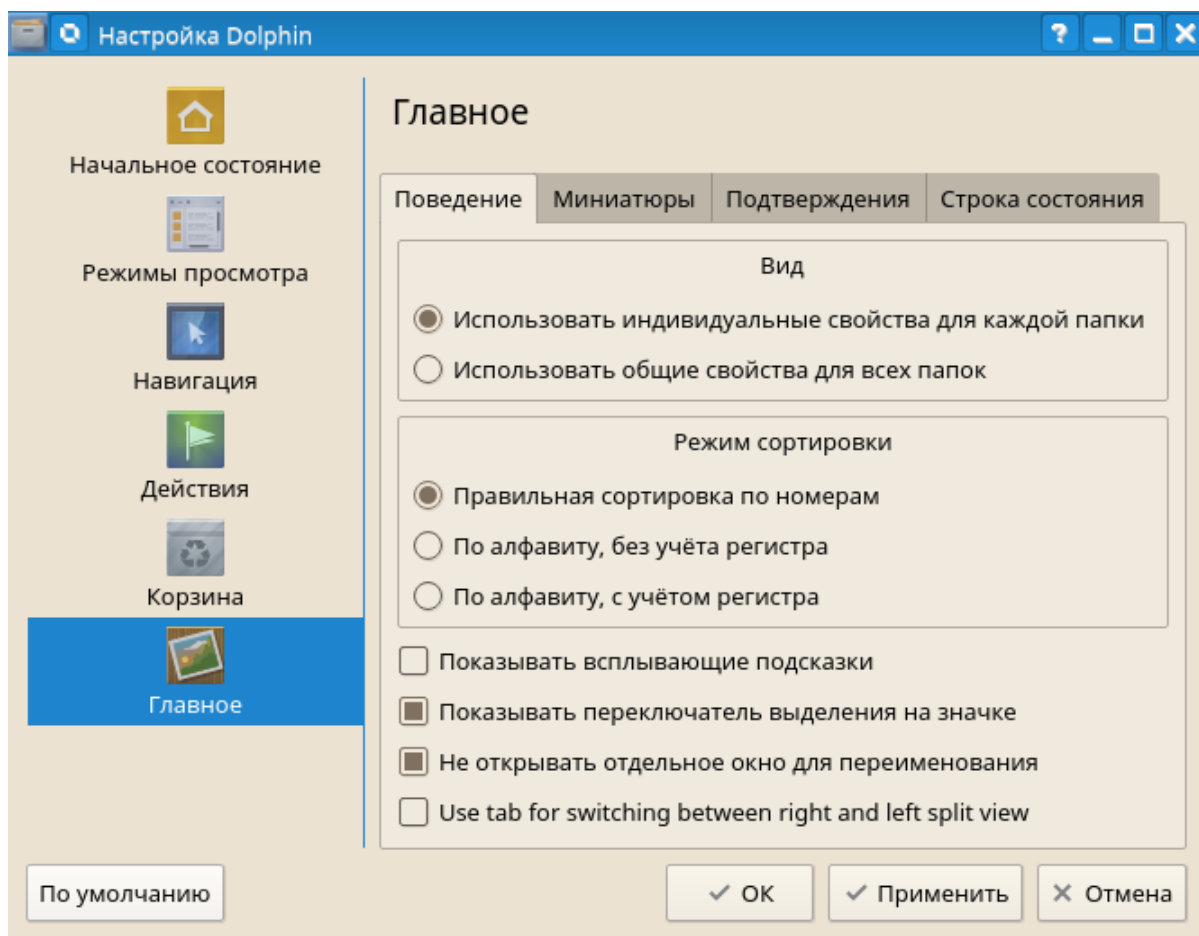 Настройка Dolphin
Начальное состояние
Режимы просмотра
Навигация
Действия
Корзина
Главное
Главное
Поведение Миниатюры Подтверждения Строка состояния
Вид
Использовать индивидуальные свойства для каждой папки
Использовать общие свойства для всех папок
Режим сортировки
Правильная сортировка по номерам
По алфавиту, без учёта регистра
По алфавиту, с учётом регистра
Показывать всплывающие подсказки
Показывать переключатель выделения на значке
Не открывать отдельное окно для переименования
Use tab for switching between right and left split view
По умолчанию ОК Применить Отмена